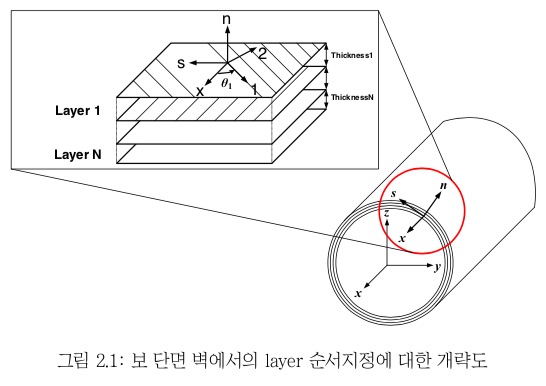 n
2
s
Thickness1
x
θ1
1
Layer 1
ThicknessN
Layer N
s
n
z
x
y
x
그림 2.1: 보 단면 벽에서의 layer 순서지정에 대한 개략도